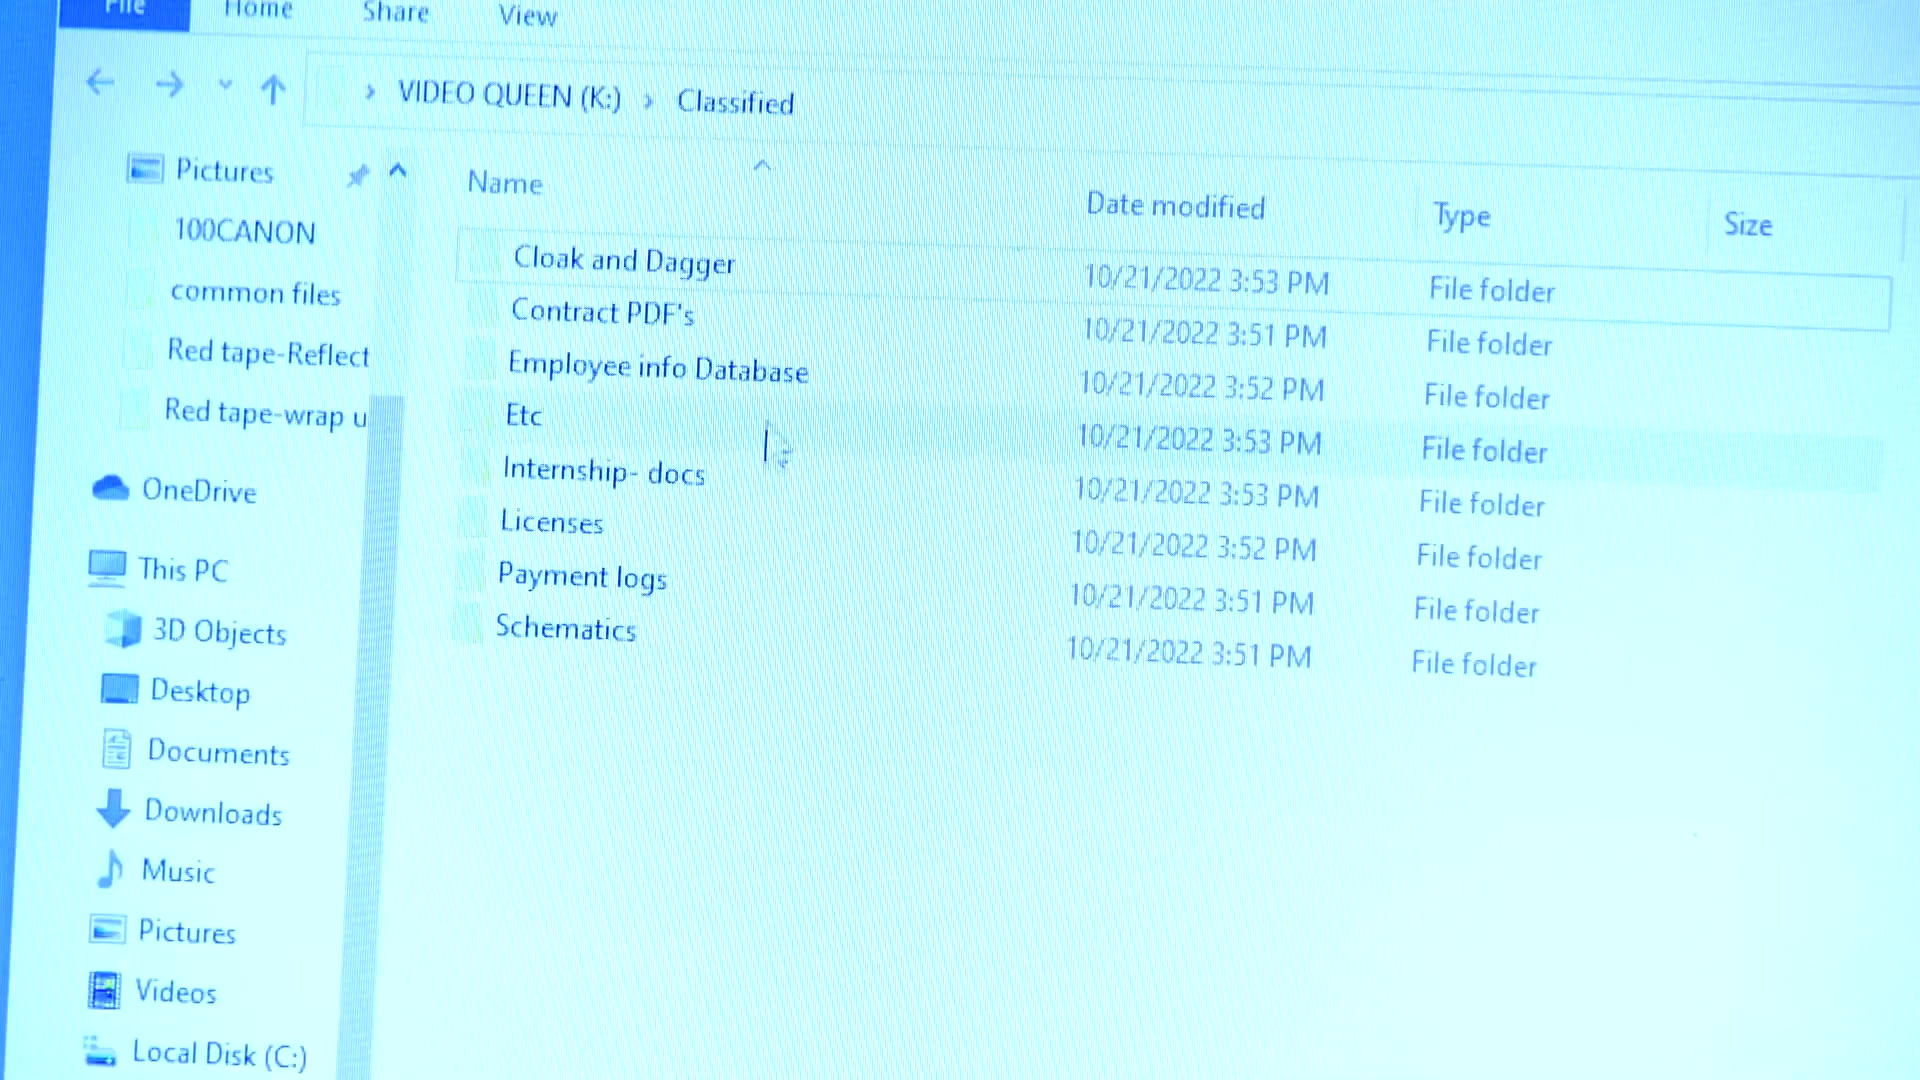 File Home Share View
VIDEO QUEEN (K:) › Classified
Pictures
100CANON
common files
Red tape-Reflect
Red tape-wrap u
OneDrive
This PC
3D Objects
Desktop
Documents
Downloads
Music
Pictures
Videos
Local Disk (C:)
Name Date modified Type Size
Cloak and Dagger 10/21/2022 3:53 PM File folder
Contract PDF's 10/21/2022 3:51 PM File folder
Employee info Database 10/21/2022 3:52 PM File folder
Etc 10/21/2022 3:53 PM File folder
Internship- docs 10/21/2022 3:53 PM File folder
Licenses 10/21/2022 3:52 PM File folder
Payment logs 10/21/2022 3:51 PM File folder
Schematics 10/21/2022 3:51 PM File folder